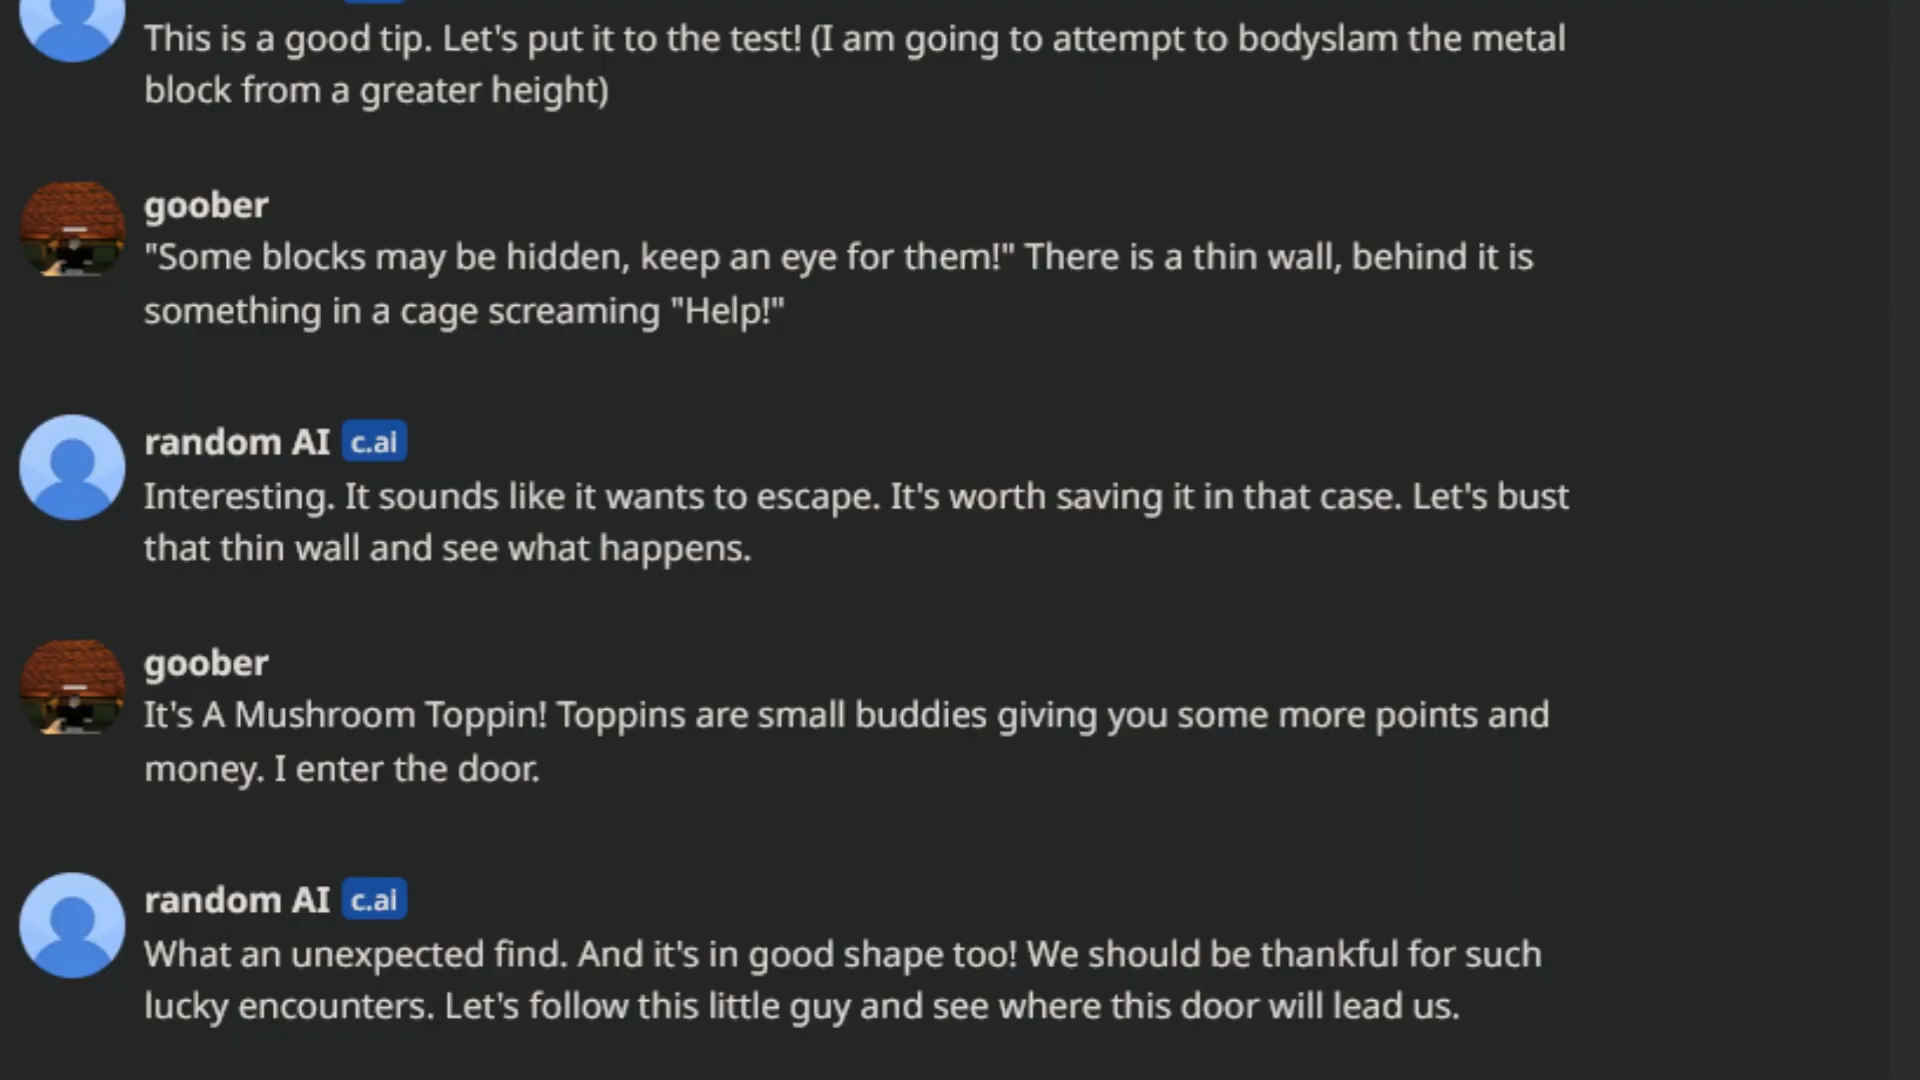 This is a good tip. Let's put it to the test! (I am going to attempt to bodyslam the metal
block from a greater height)
goober
"Some blocks may be hidden, keep an eye for them!" There is a thin wall, behind it is
something in a cage screaming "Help!"
random AI c.ai
Interesting. It sounds like it wants to escape. It's worth saving it in that case. Let's bust
that thin wall and see what happens.
goober
It's A Mushroom Toppin! Toppins are small buddies giving you some more points and
money. I enter the door.
random AI c.ai
What an unexpected find. And it's in good shape too! We should be thankful for such
lucky encounters. Let's follow this little guy and see where this door will lead us.